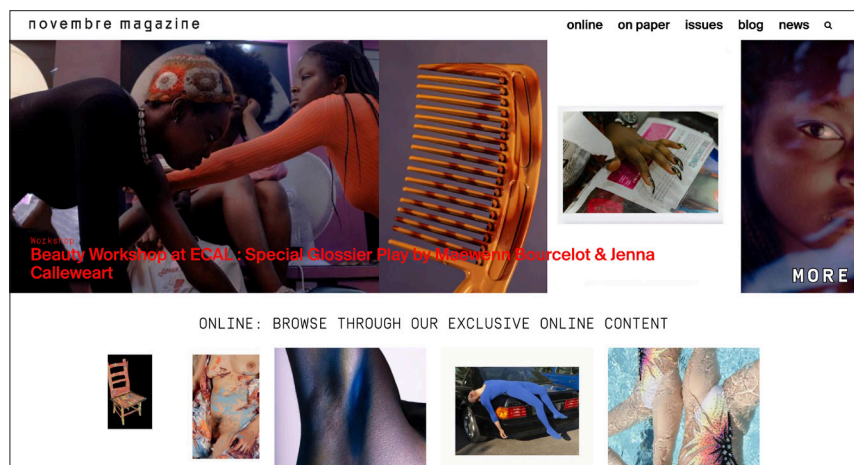 novembre magazine
online on paper issues blog news
Workshop
Beauty Workshop at ECAL : Special Glossier Play by Maewenn Bourcelot & Jenna
Calleweart
MORE
ONLINE: BROWSE THROUGH OUR EXCLUSIVE ONLINE CONTENT